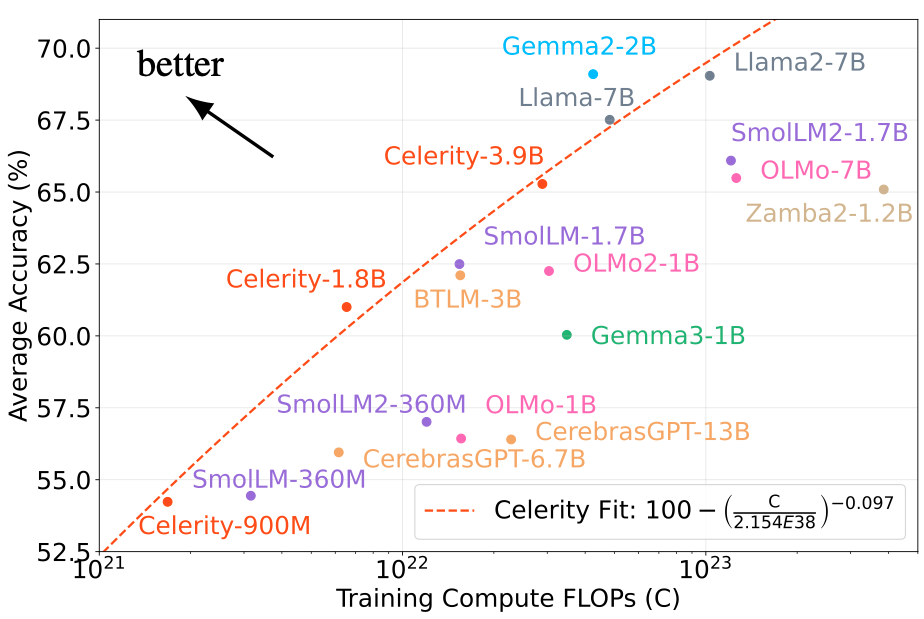 70.0
67.5
65.0
62.5
60.0
57.5
55.0
52.5
Average Accuracy (%)
better
Gemma2-2B
Llama2-7B
Llama-7B
SmolLM2-1.7B
Celerity-3.9B
OLMo-7B
Zamba2-1.2B
SmolLM-1.7B
OLMo2-1B
Celerity-1.8B
BTLM-3B
Gemma3-1B
SmolLM2-360M
OLMo-1B
CerebrasGPT-13B
CerebrasGPT-6.7B
SmolLM-360M
Celerity-900M
Celerity Fit: 100 − (C / 2.154E38)^−0.097
10^21
10^22
10^23
Training Compute FLOPs (C)